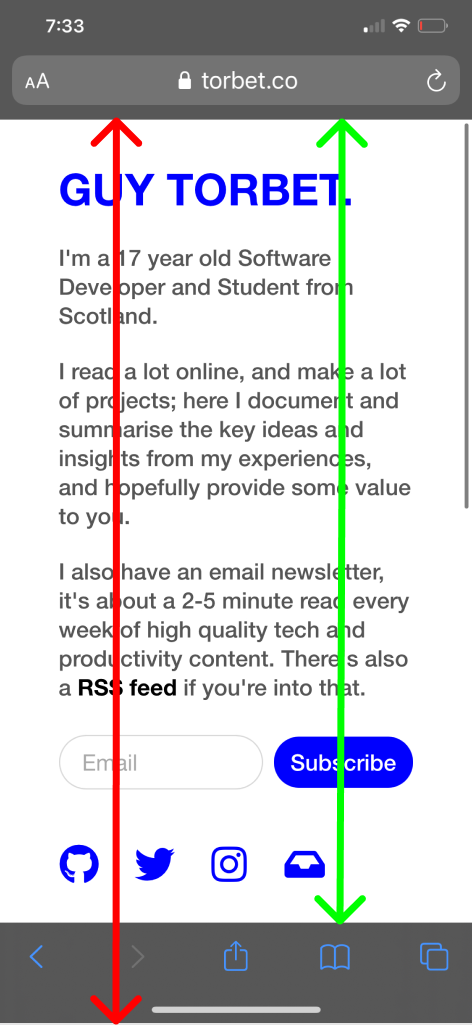 7:33
AA
torbet.co
GUY TORBET.
I'm a 17 year old Software
Developer and Student from
Scotland.
I read a lot online, and make a lot
of projects; here I document and
summarise the key ideas and
insights from my experiences,
and hopefully provide some value
to you.
I also have an email newsletter,
it's about a 2-5 minute read every
week of high quality tech and
productivity content. There's also
a RSS feed if you're into that.
Email
Subscribe